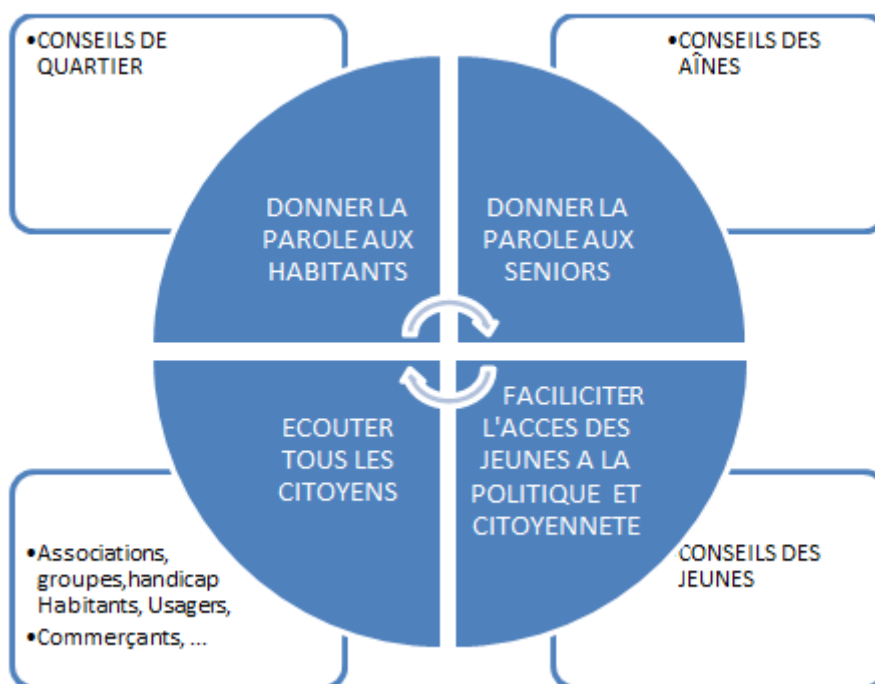 •CONSEILS DE
QUARTIER
•CONSEILS DES
AÎNES
DONNER LA
PAROLE AUX
HABITANTS
DONNER LA
PAROLE AUX
SENIORS
ECOUTER
TOUS LES
CITOYENS
FACILICITER
L'ACCES DES
JEUNES A LA
POLITIQUE ET
CITOYENNETE
•Associations,
groupes,handicap
Habitants, Usagers,
•Commerçants, ...
•CONSEILS DES
JEUNES